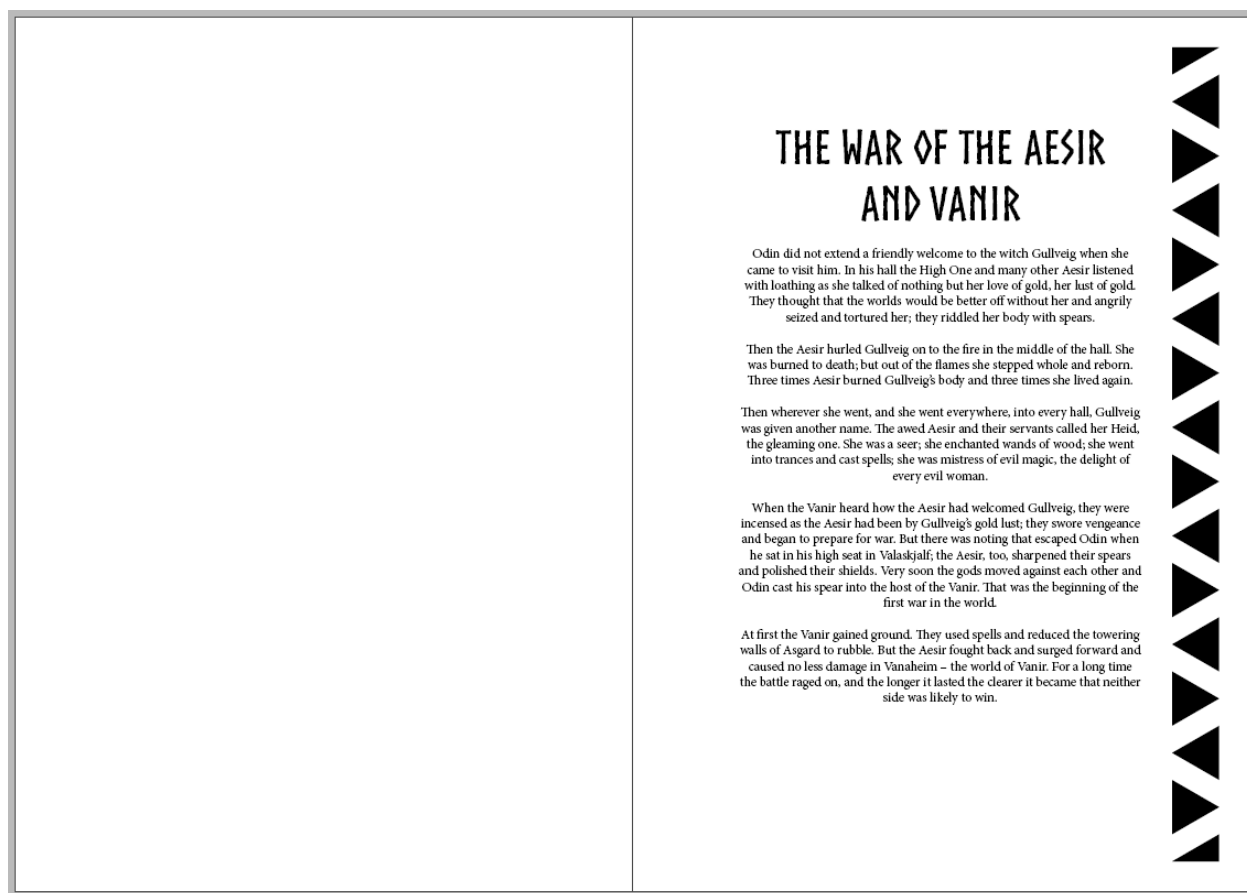 THE WAR OF THE AESIR
AND VANIR
Odin did not extend a friendly welcome to the witch Gullveig when she
came to visit him. In his hall the High One and many other Aesir listened
with loathing as she talked of nothing but her love of gold, her lust of gold.
They thought that the worlds would be better off without her and angrily
seized and tortured her; they riddled her body with spears.
Then the Aesir hurled Gullveig on to the fire in the middle of the hall. She
was burned to death; but out of the flames she stepped whole and reborn.
Three times Aesir burned Gullveig's body and three times she lived again.
Then wherever she went, and she went everywhere, into every hall, Gullveig
was given another name. The awed Aesir and their servants called her Heid,
the gleaming one. She was a seer; she enchanted wands of wood; she went
into trances and cast spells; she was mistress of evil magic, the delight of
every evil woman.
When the Vanir heard how the Aesir had welcomed Gullveig, they were
incensed as the Aesir had been by Gullveig's gold lust; they swore vengeance
and began to prepare for war. But there was noting that escaped Odin when
he sat in his high seat in Valaskjalf; the Aesir, too, sharpened their spears
and polished their shields. Very soon the gods moved against each other and
Odin cast his spear into the host of the Vanir. That was the beginning of the
first war in the world.
At first the Vanir gained ground. They used spells and reduced the towering
walls of Asgard to rubble. But the Aesir fought back and surged forward and
caused no less damage in Vanaheim – the world of Vanir. For a long time
the battle raged on, and the longer it lasted the clearer it became that neither
side was likely to win.